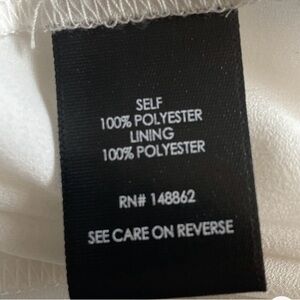 SELF
100% POLYESTER
LINING
100% POLYESTER
RN# 148862
SEE CARE ON REVERSE